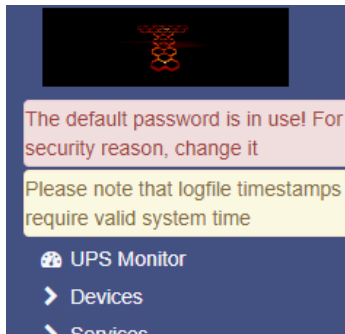 The default password is in use! For
security reason, change it
Please note that logfile timestamps
require valid system time
UPS Monitor
Devices
Services